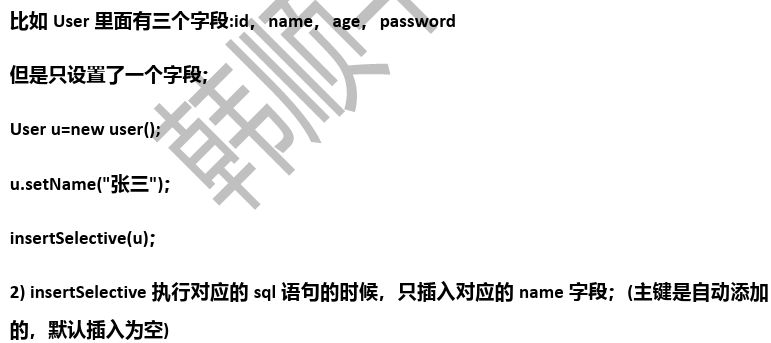 比如 User 里面有三个字段:id，name，age，password
但是只设置了一个字段；
User u=new user();
u.setName("张三");
insertSelective(u);
2) insertSelective 执行对应的 sql 语句的时候，只插入对应的 name 字段；(主键是自动添加
的，默认插入为空)
韩顺